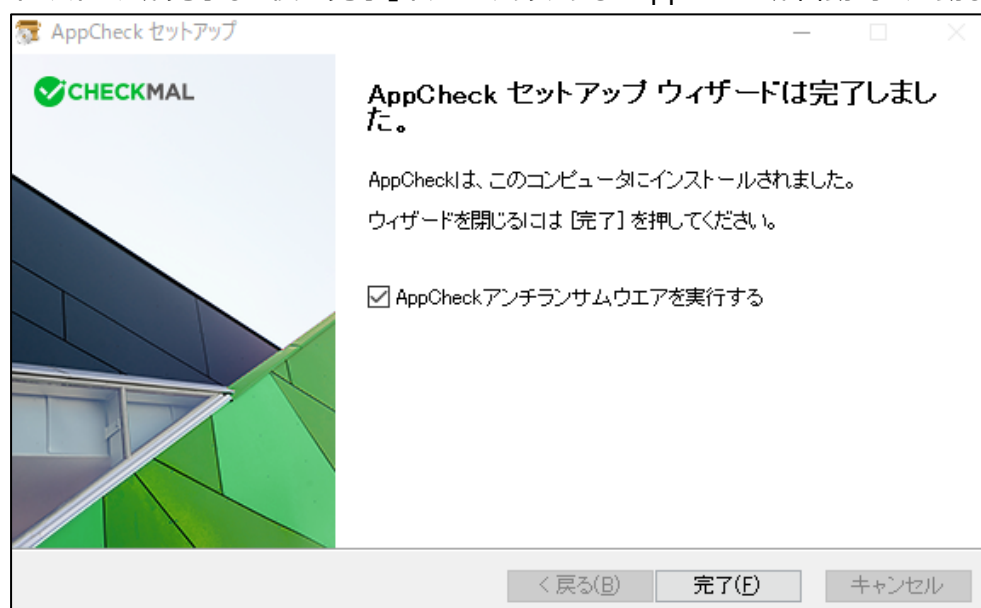 AppCheck セットアップ
CHECKMAL
AppCheck セットアップ ウィザードは完了しまし
た。
AppCheckは、このコンピュータにインストールされました。
ウィザードを閉じるには [完了] を押してください。
AppCheckアンチランサムウエアを実行する
< 戻る(B)
完了(F)
キャンセル